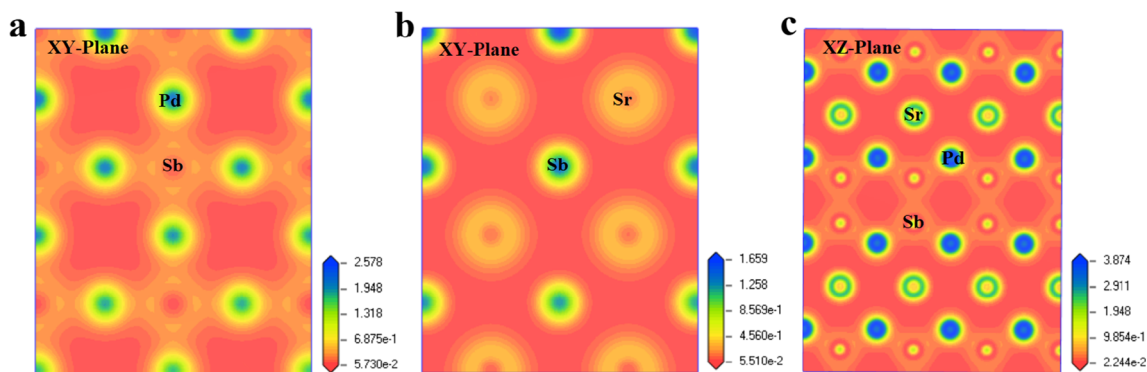 a
XY-Plane
Pd
Sb
2.578
1.948
1.318
6.875e-1
5.730e-2
b
XY-Plane
Sr
Sb
1.659
1.258
8.569e-1
4.560e-1
5.510e-2
c
XZ-Plane
Sr
Pd
Sb
3.874
2.911
1.948
9.854e-1
2.244e-2